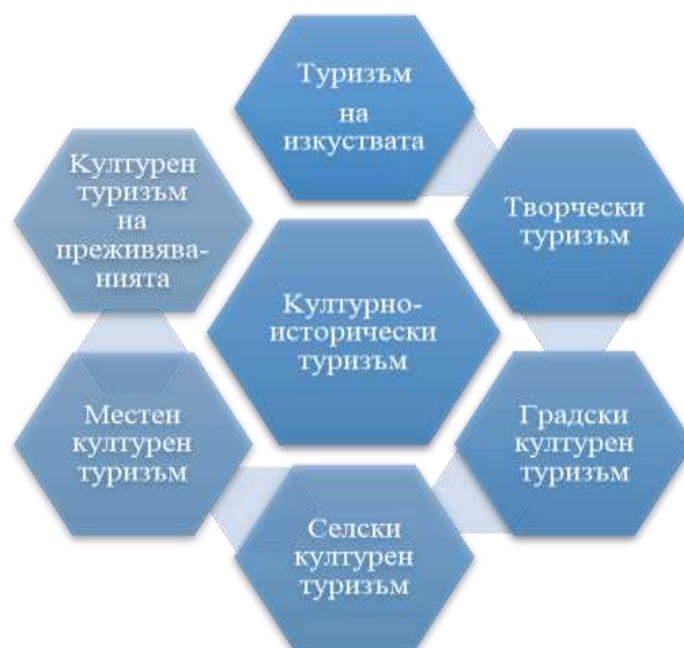 Туризъм
на
изкуствата
Творчески
туризъм
Градски
културен
туризъм
Селски
културен
туризъм
Местен
културен
туризъм
Културен
туризъм
на
преживява-
нията
Културно-
исторически
туризъм